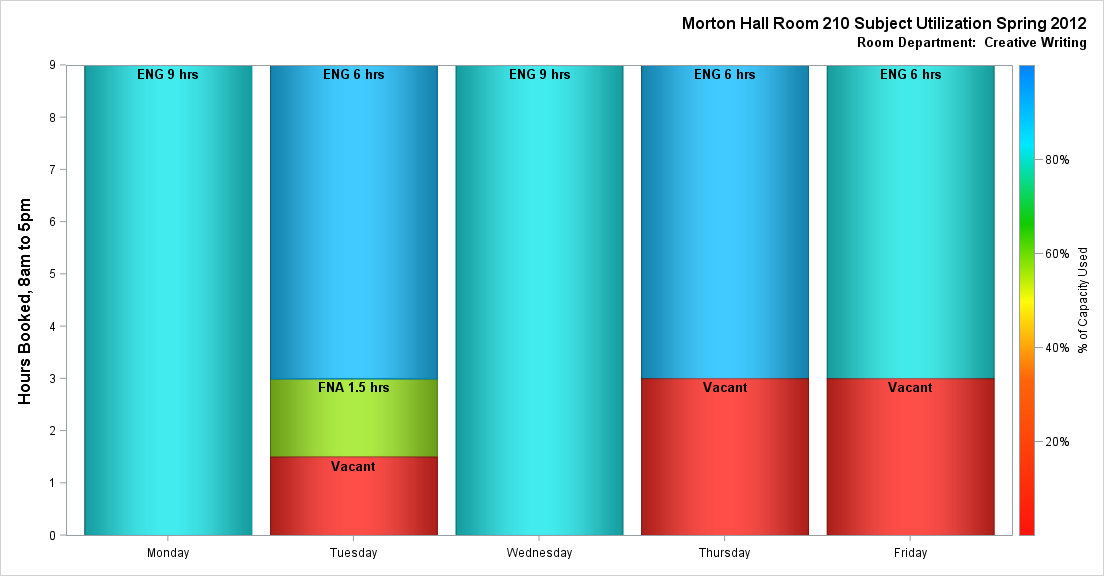 Morton Hall Room 210 Subject Utilization Spring 2012
Room Department:  Creative Writing
Hours Booked, 8am to 5pm
9
8
7
6
5
4
3
2
1
0
ENG 9 hrs
ENG 6 hrs
ENG 9 hrs
ENG 6 hrs
ENG 6 hrs
FNA 1.5 hrs
Vacant
Vacant
Vacant
Monday
Tuesday
Wednesday
Thursday
Friday
80%
60%
40%
20%
% of Capacity Used